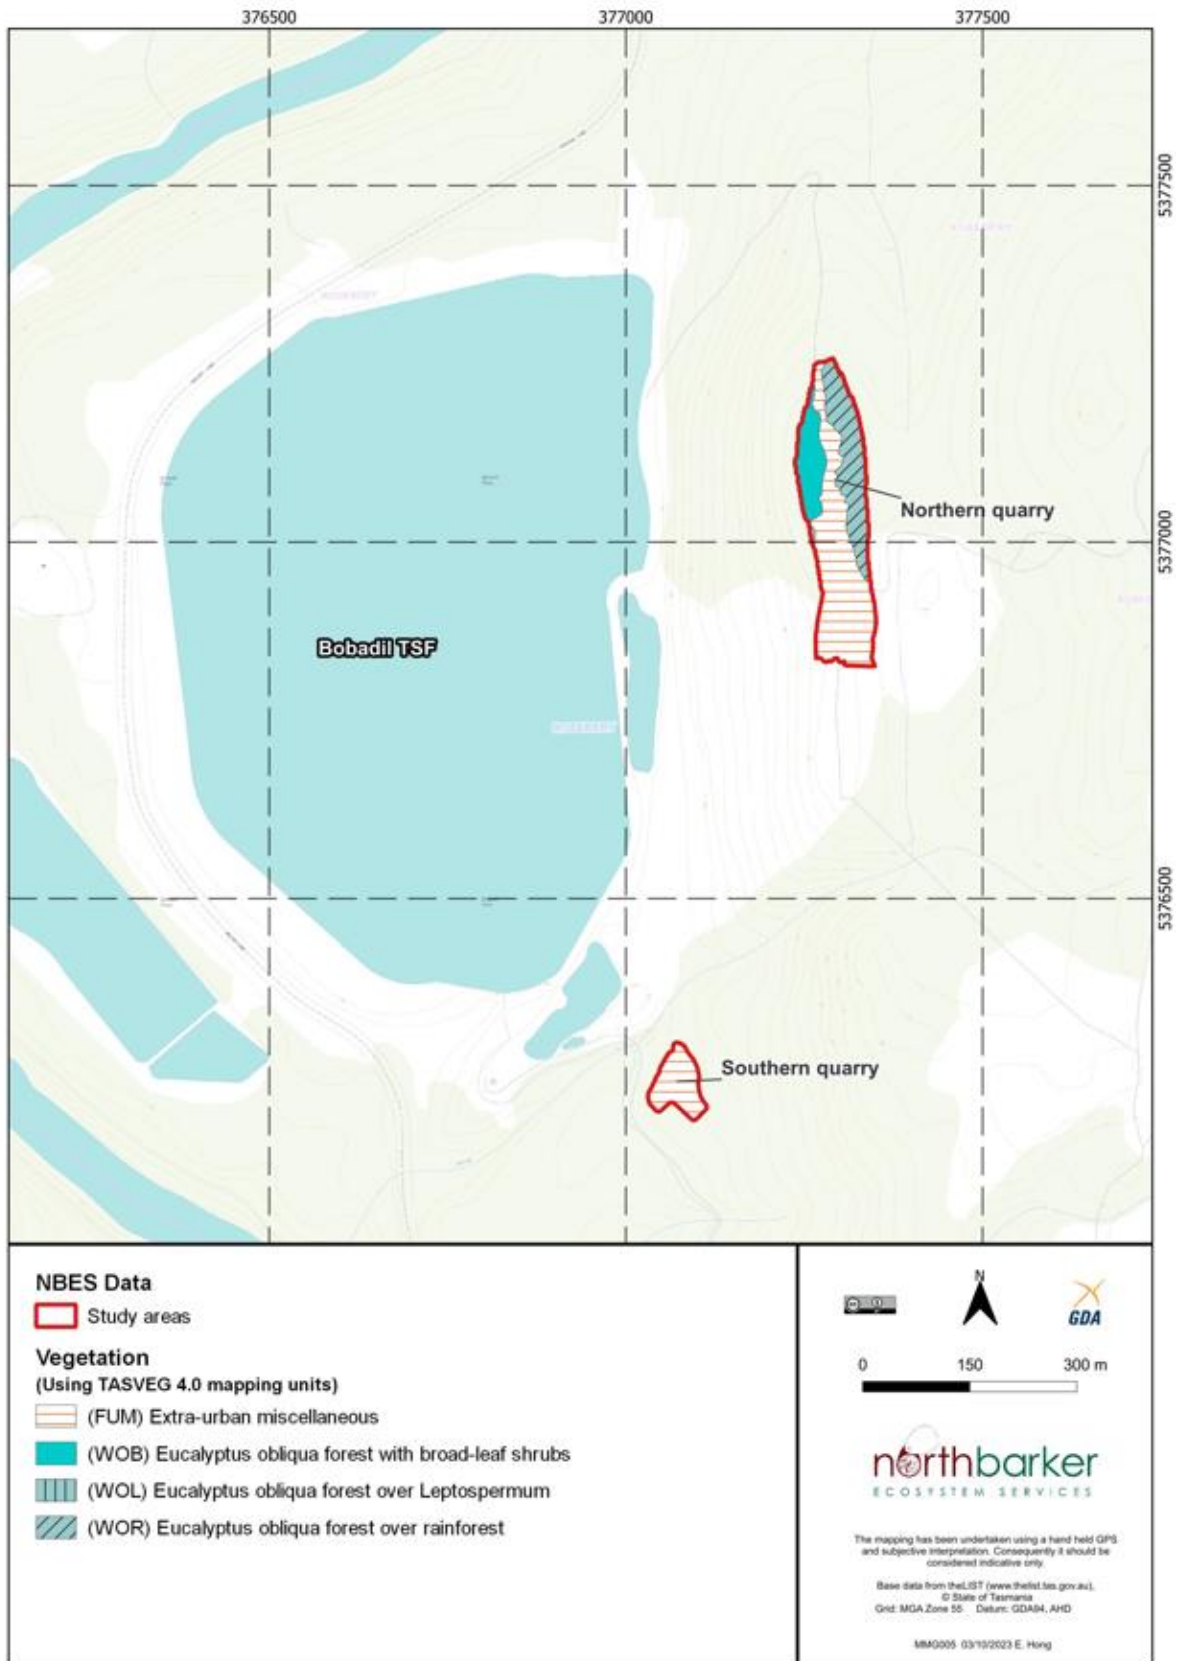 376500
377000
377500
5377500
Northern quarry
5377000
Bobadil TSF
5376500
Southern quarry
NBES Data
Study areas
Vegetation
(Using TASVEG 4.0 mapping units)
(FUM) Extra-urban miscellaneous
(WOB) Eucalyptus obliqua forest with broad-leaf shrubs
(WOL) Eucalyptus obliqua forest over Leptospermum
(WOR) Eucalyptus obliqua forest over rainforest
N
GDA
0 150 300 m
northbarker
ECOSYSTEM SERVICES
The mapping has been undertaken using a hand held GPS
and subjective interpretation. Consequently it should be
considered indicative only.
Base data from theLIST (www.thelist.tas.gov.au),
© State of Tasmania
Grid: MGA Zone 55 Datum: GDA94, AHD
MMG005 03/10/2023 E. Hong